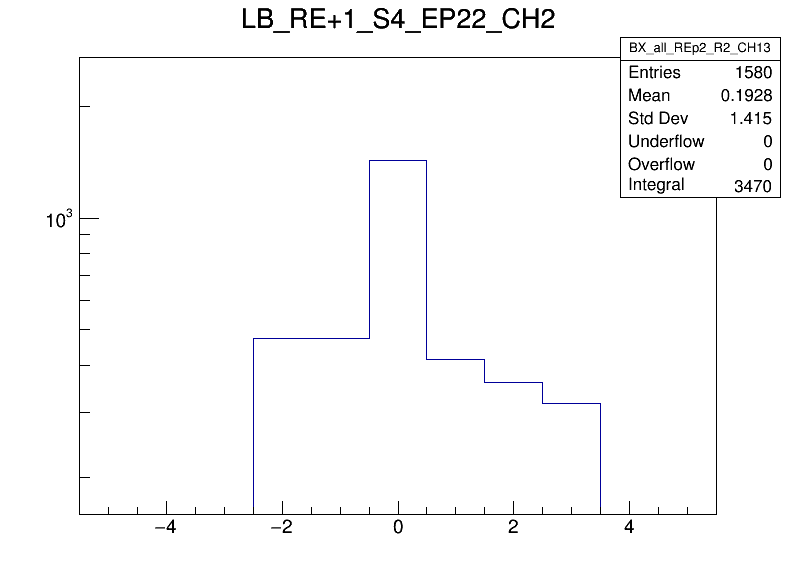 LB_RE+1_S4_EP22_CH2
BX_all_REp2_R2_CH13
Entries 1580
Mean 0.1928
Std Dev 1.415
Underflow 0
Overflow 0
Integral 3470
10³
−4 −2 0 2 4